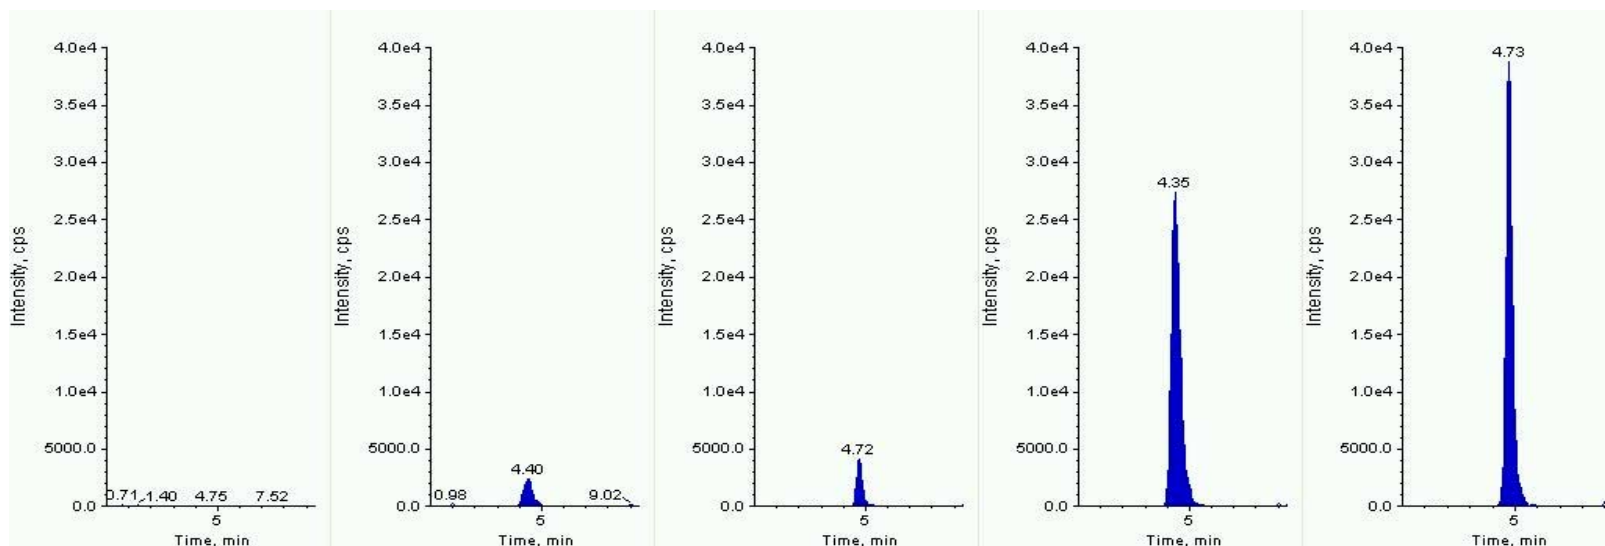 4.0e4 4.0e4 4.0e4 4.0e4 4.0e4
4.73
3.5e4 3.5e4 3.5e4 3.5e4 3.5e4
3.0e4 3.0e4 3.0e4 3.0e4 3.0e4
4.35
2.5e4 2.5e4 2.5e4 2.5e4 2.5e4
Intensity, cps Intensity, cps Intensity, cps Intensity, cps Intensity, cps
2.0e4 2.0e4 2.0e4 2.0e4 2.0e4
1.5e4 1.5e4 1.5e4 1.5e4 1.5e4
1.0e4 1.0e4 1.0e4 1.0e4 1.0e4
5000.0 5000.0 5000.0 5000.0 5000.0
4.40 4.72
0.71 1.40 4.75 7.52 0.98 9.02
0.0 0.0 0.0 0.0 0.0
5 5 5 5 5
Time, min Time, min Time, min Time, min Time, min